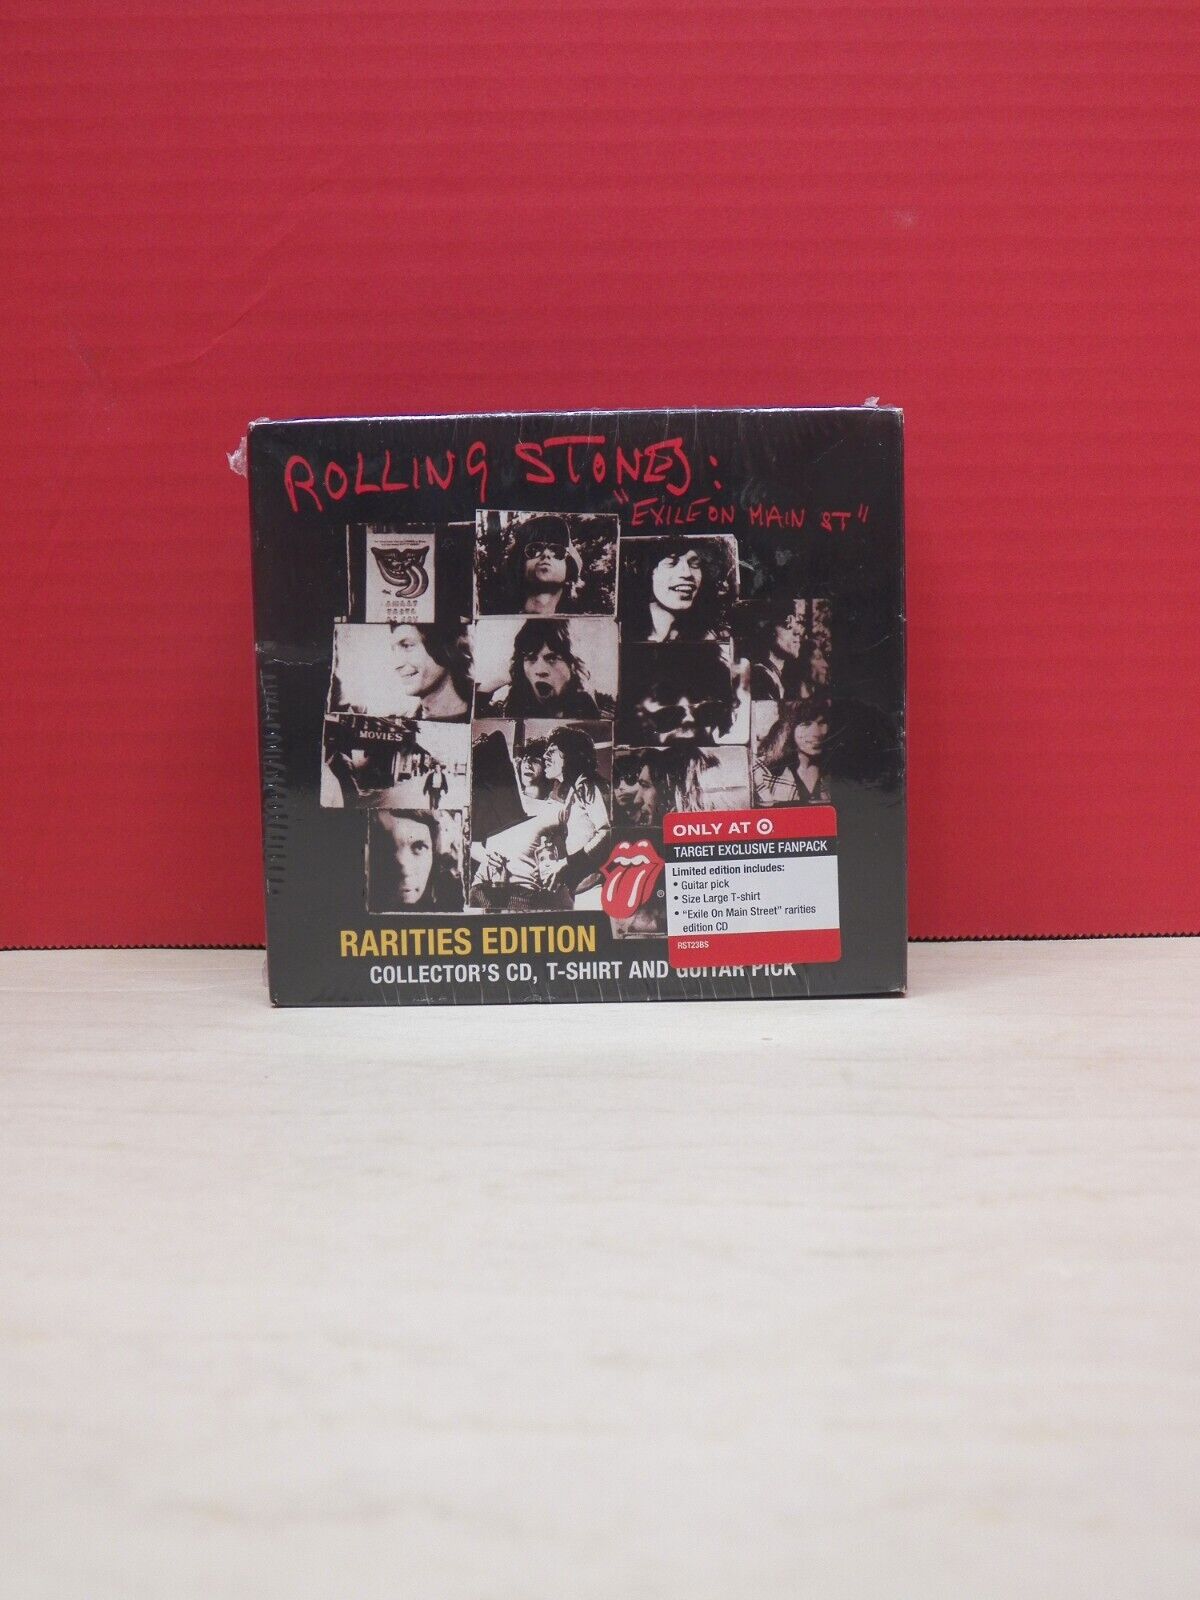 ROLLING STONES:
"EXILE ON MAIN ST"
MOVIES
ONLY AT
TARGET EXCLUSIVE FANPACK
Limited edition includes:
• Guitar pick
• Size Large T-shirt
• "Exile On Main Street" rarities
edition CD
RST23BS
®
RARITIES EDITION
COLLECTOR'S CD, T-SHIRT AND GUITAR PICK